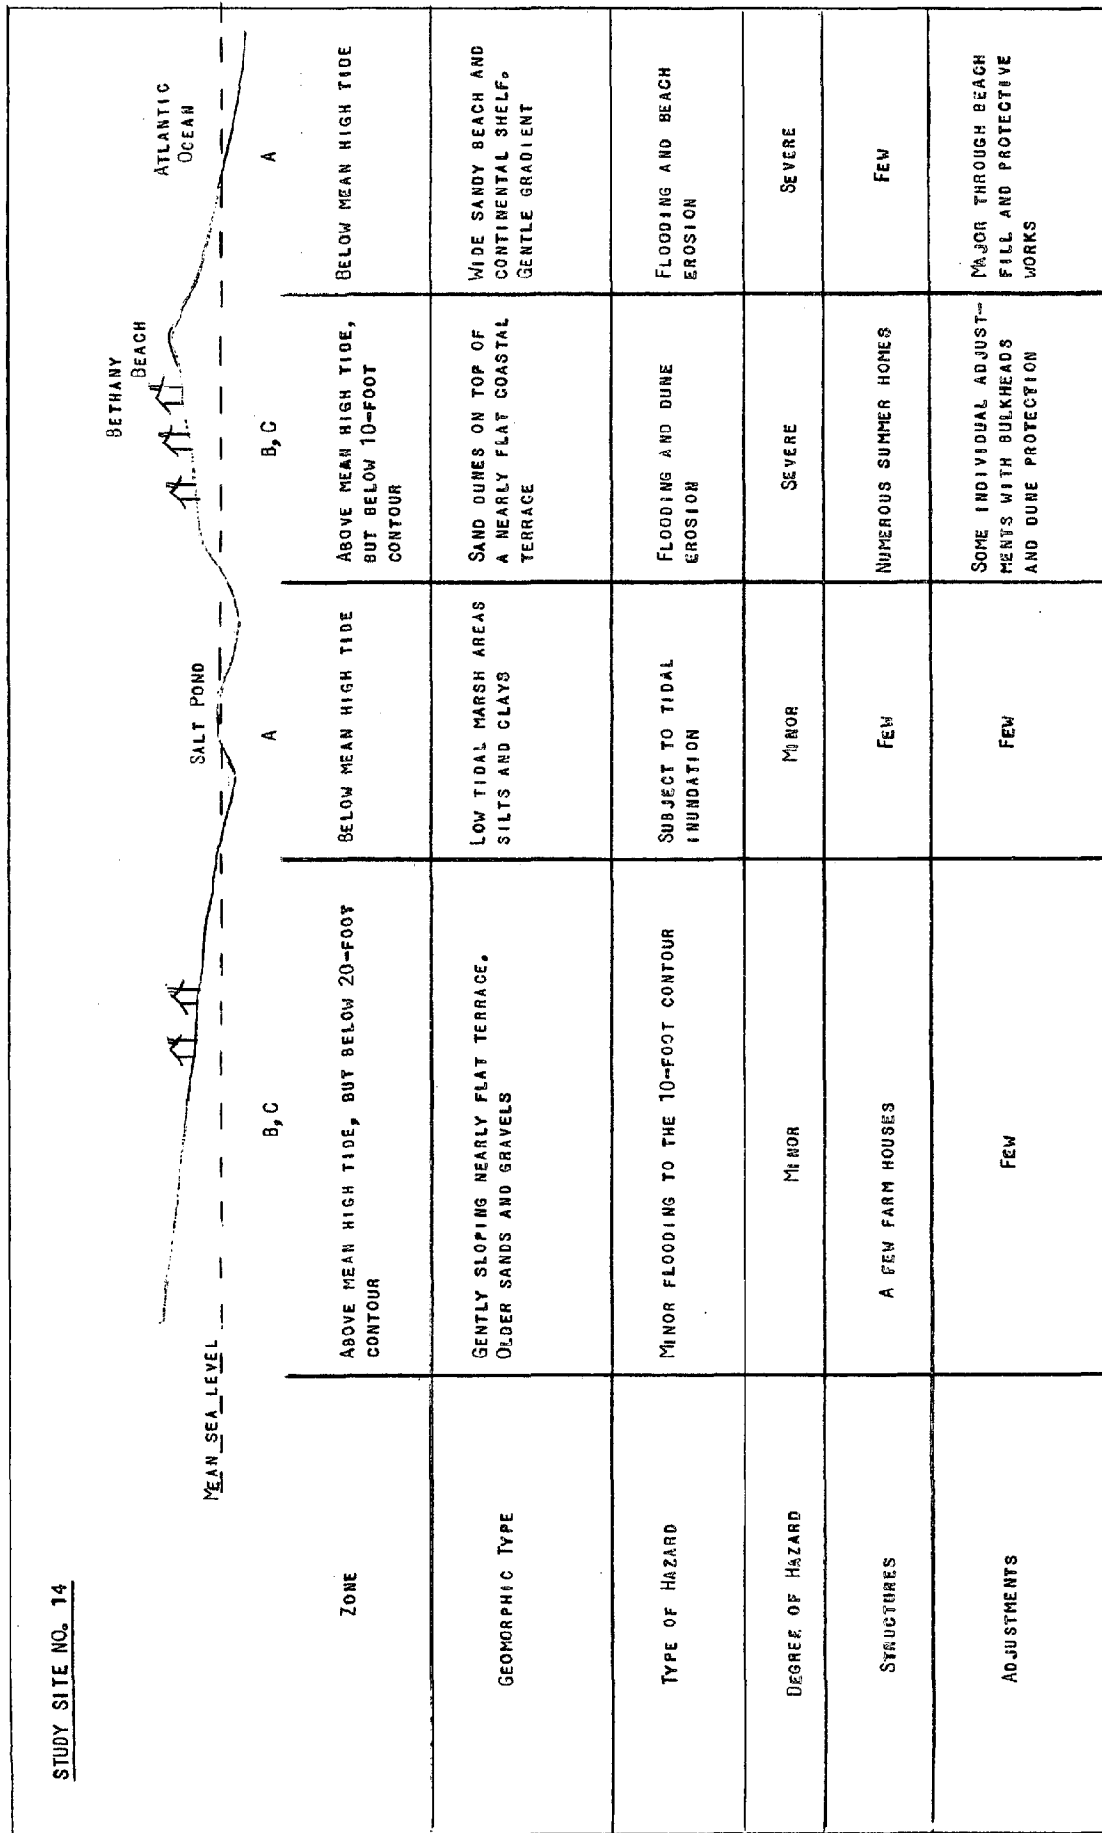 STUDY SITE NO. 14
BETHANY
BEACH
ATLANTIC
OCEAN
SALT POND
MEAN SEA LEVEL
B, C
A
B, C
A
ZONE
ABOVE MEAN HIGH TIDE, BUT BELOW 20-FOOT
CONTOUR
BELOW MEAN HIGH TIDE
ABOVE MEAN HIGH TIDE,
BUT BELOW 10-FOOT
CONTOUR
BELOW MEAN HIGH TIDE
GEOMORPHIC TYPE
GENTLY SLOPING NEARLY FLAT TERRACE.
OLDER SANDS AND GRAVELS
LOW TIDAL MARSH AREAS
SILTS AND CLAYS
SAND DUNES ON TOP OF
A NEARLY FLAT COASTAL
TERRACE
WIDE SANDY BEACH AND
CONTINENTAL SHELF.
GENTLE GRADIENT
TYPE OF HAZARD
MINOR FLOODING TO THE 10-FOOT CONTOUR
SUBJECT TO TIDAL
INUNDATION
FLOODING AND DUNE
EROSION
FLOODING AND BEACH
EROSION
DEGREE OF HAZARD
MINOR
MINOR
SEVERE
SEVERE
STRUCTURES
A FEW FARM HOUSES
FEW
NUMEROUS SUMMER HOMES
FEW
ADJUSTMENTS
FEW
FEW
SOME INDIVIDUAL ADJUST-
MENTS WITH BULKHEADS
AND DUNE PROTECTION
MAJOR THROUGH BEACH
FILL AND PROTECTIVE
WORKS